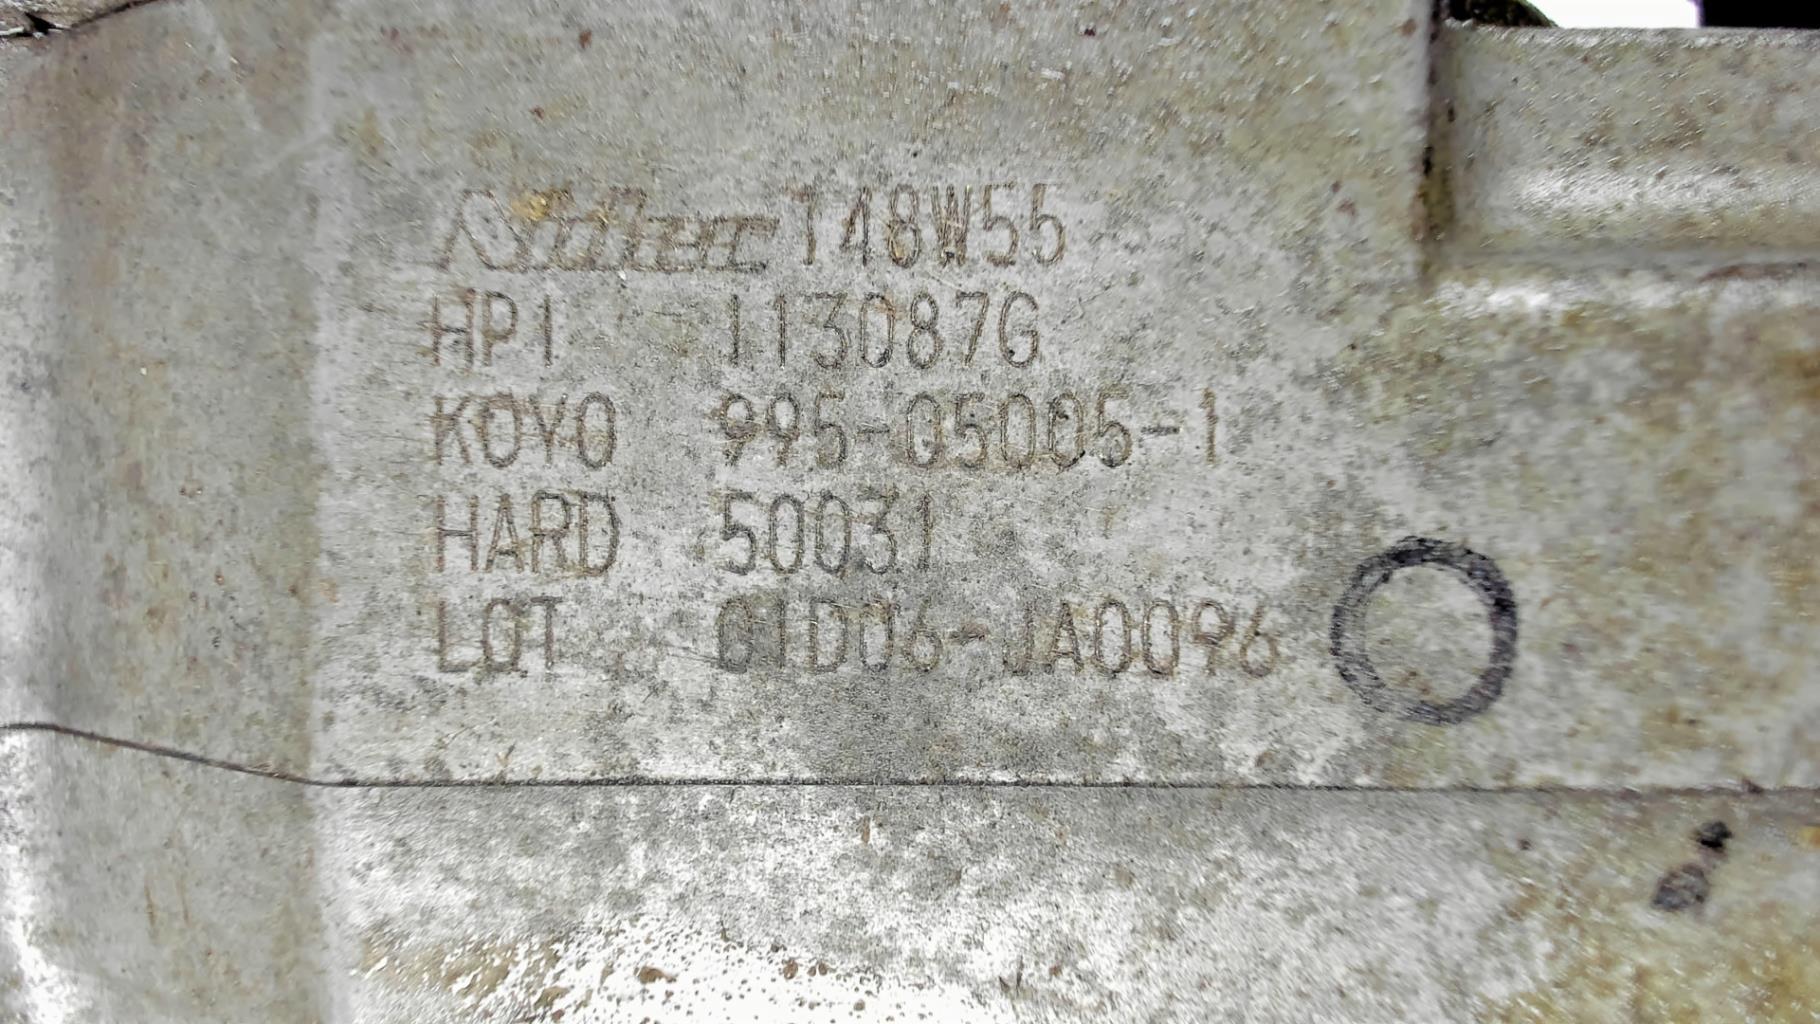 T48W55
HPI 113087G
KOYO 995-05005-1
HARD 50031
LOT 01D06-JA0096